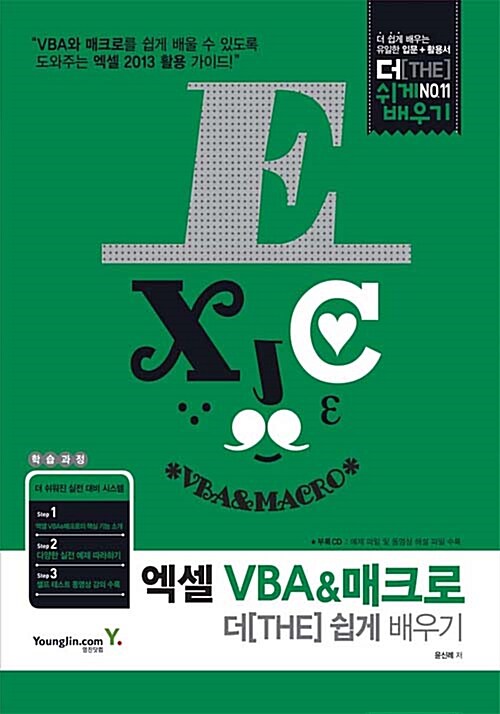 "VBA와 매크로를 쉽게 배울 수 있도록
도와주는 엑셀 2013 활용 가이드!"
더 쉽게 배우는
유일한 입문+활용서
더[THE]
쉽게NO.11
배우기
E
X J C
ε
*VBA&MACRO*
학습과정
더 쉬워진 실전 대비 시스템
Step 1
엑셀 VBA&매크로의 핵심 기능 소개
Step 2
다양한 실전 예제 따라하기
Step 3
셀프 테스트 동영상 강의 수록
★부록CD : 예제 파일 및 동영상 해설 파일 수록
엑셀 VBA&매크로
더[THE] 쉽게 배우기
윤신례 저
YoungJin.com Y.
영진닷컴